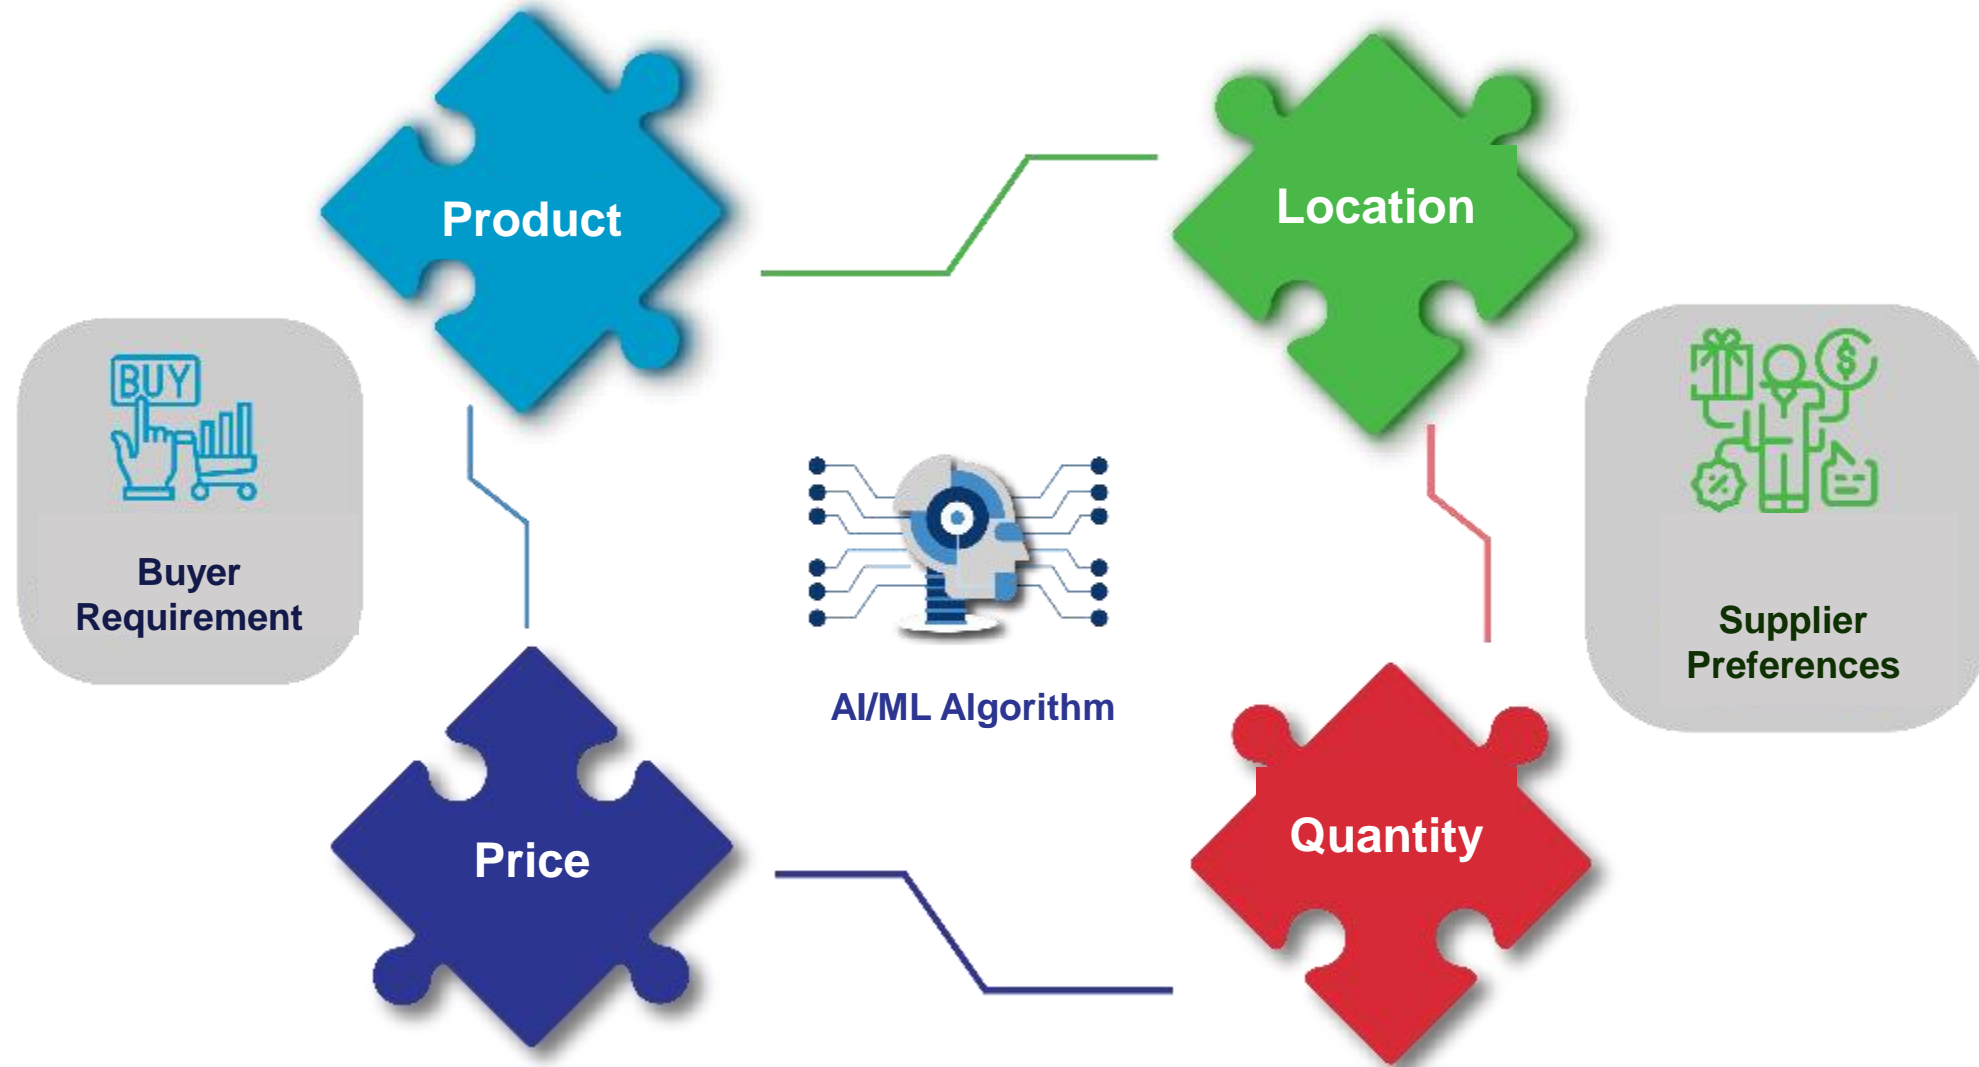 Product
Location
BUY
Buyer
Requirement
$
%
Supplier
Preferences
AI/ML Algorithm
Price
Quantity